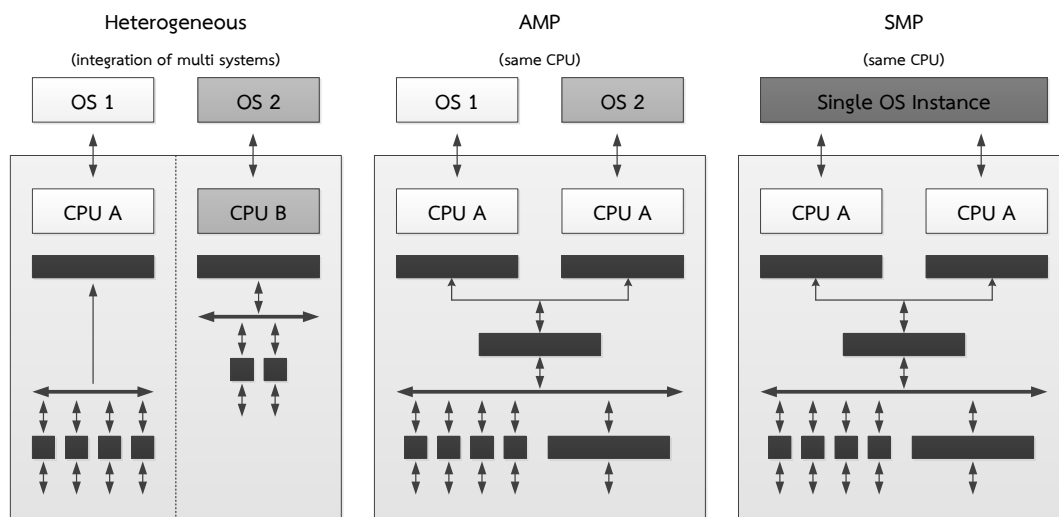 Heterogeneous
(integration of multi systems)
OS 1
OS 2
CPU A
CPU B
AMP
(same CPU)
OS 1
OS 2
CPU A
CPU A
SMP
(same CPU)
Single OS Instance
CPU A
CPU A